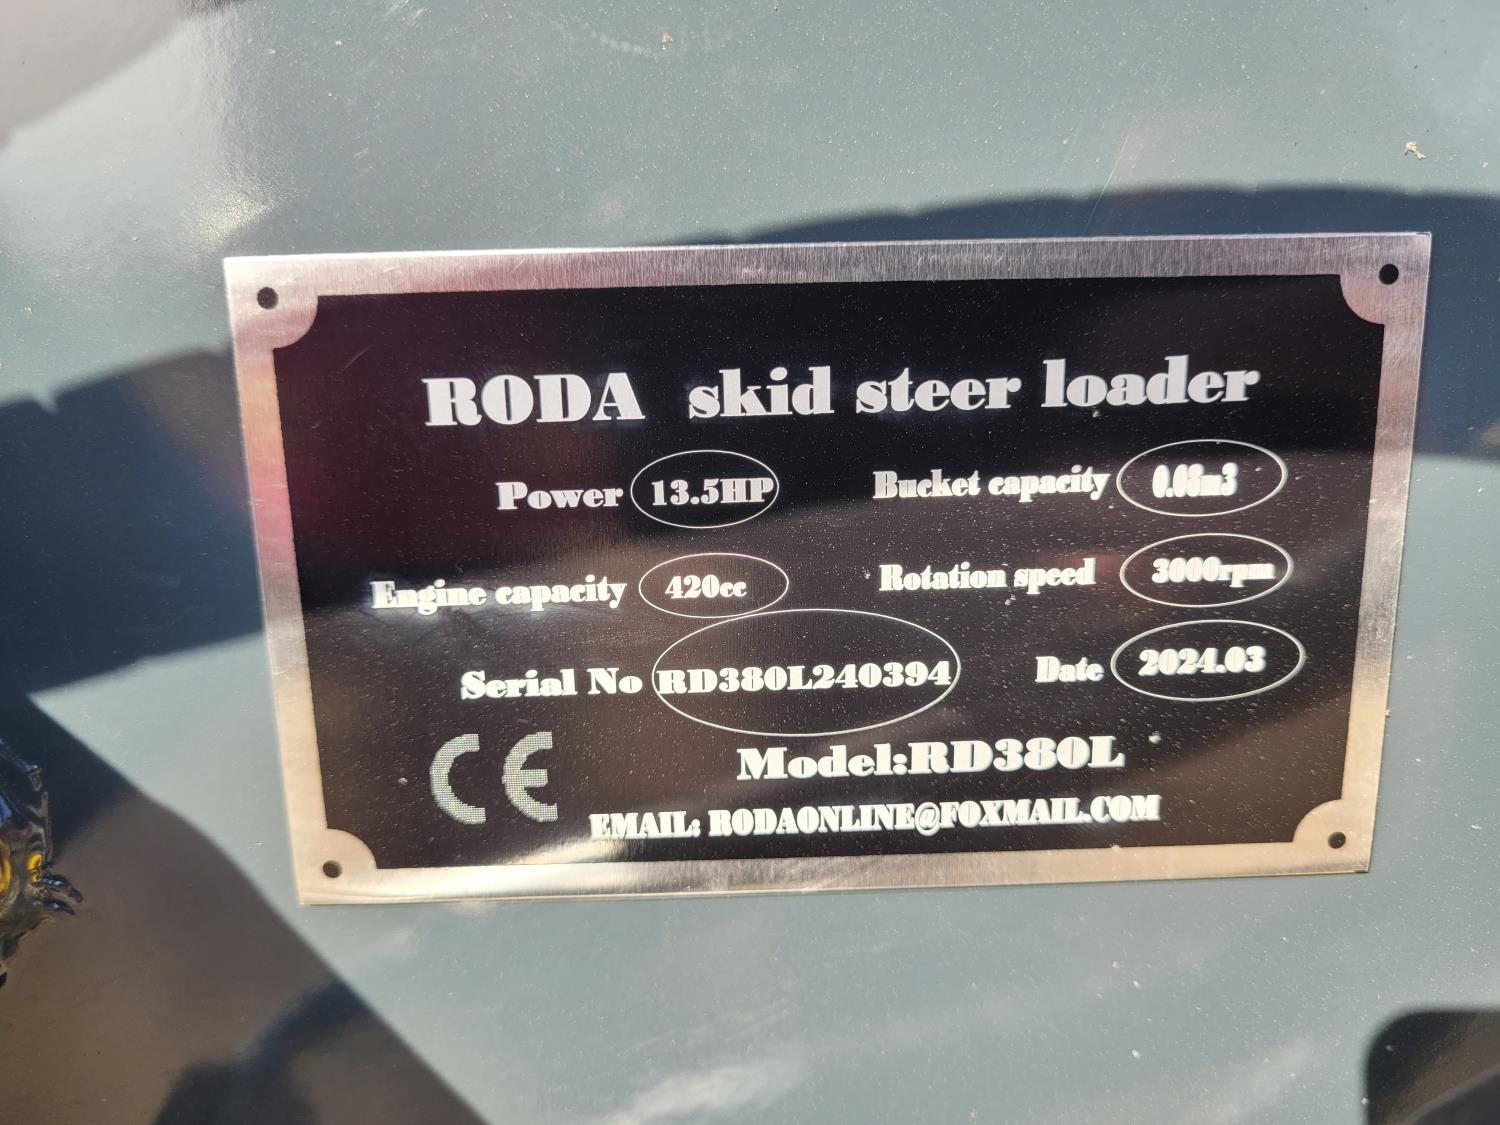 RODA skid steer loader
Power 13.5HP Bucket capacity 0.08m3
Engine capacity 420cc Rotation speed 3000rpm
Serial No RD380L240394 Date 2024.03
CE Model:RD380L
EMAIL: RODAONLINE@FOXMAIL.COM